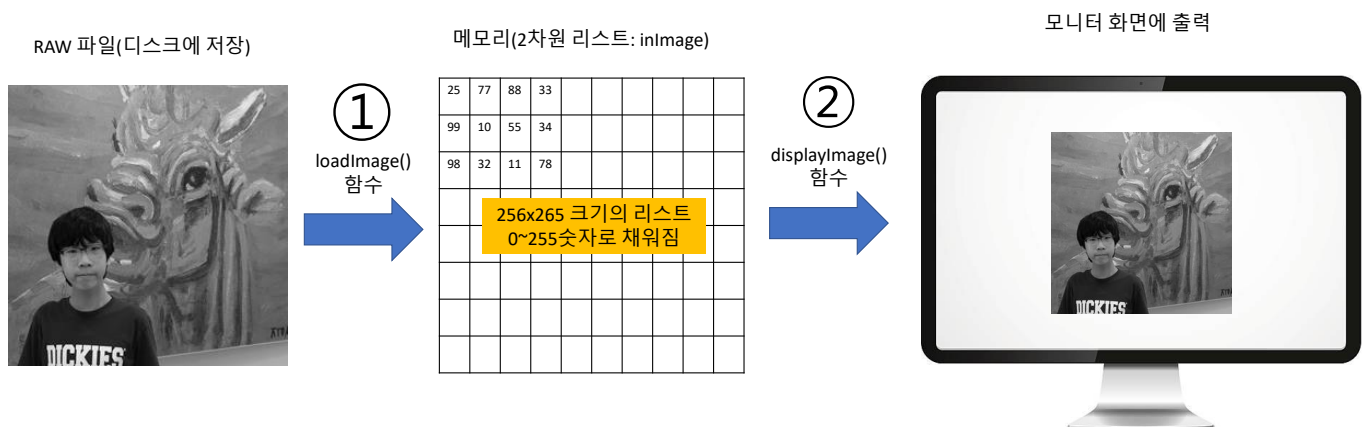 RAW 파일(디스크에 저장)
메모리(2차원 리스트: inImage)
모니터 화면에 출력
①
loadImage()
함수
25 77 88 33
99 10 55 34
98 32 11 78
256x265 크기의 리스트
0~255숫자로 채워짐
②
displayImage()
함수
DICKIES
DICKIES